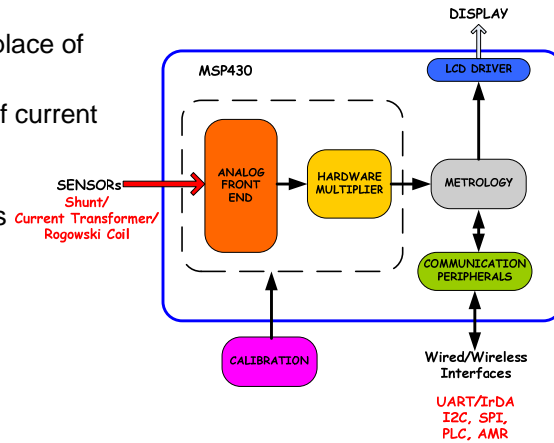 place of
f current
s
DISPLAY
MSP430
LCD DRIVER
SENSORs
Shunt/
Current Transformer/
Rogowski Coil
ANALOG
FRONT
END
HARDWARE
MULTIPLIER
METROLOGY
COMMUNICATION
PERIPHERALS
CALIBRATION
Wired/Wireless
Interfaces
UART/IrDA
I2C, SPI,
PLC, AMR